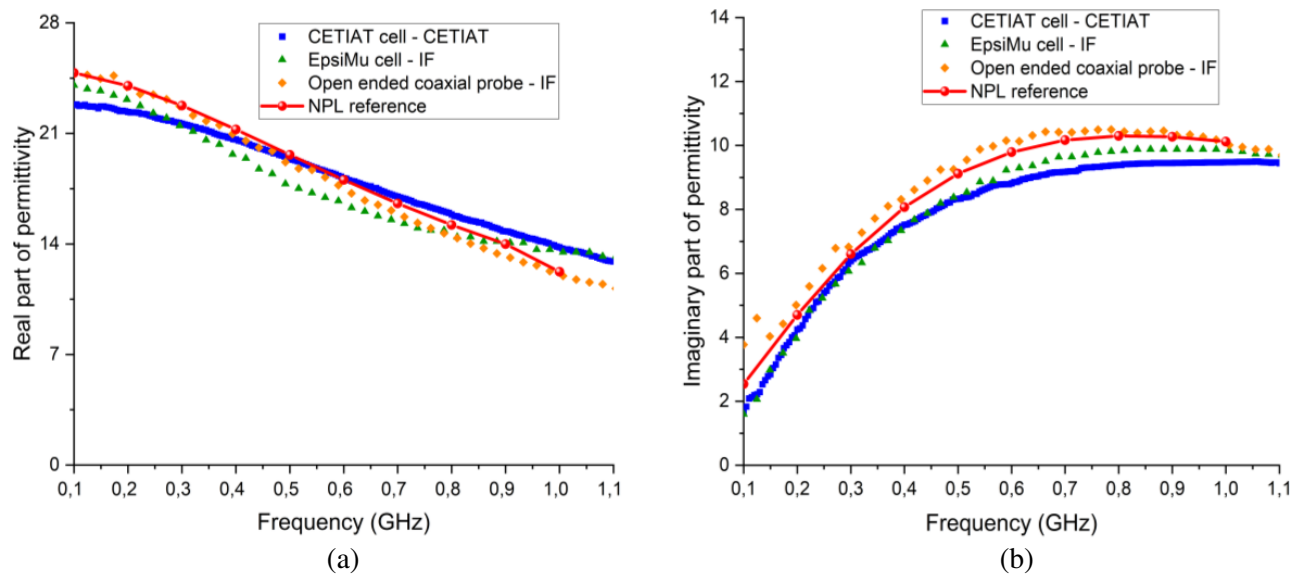 28
21
14
7
0
Real part of permittivity
CETIAT cell - CETIAT
EpsiMu cell - IF
Open ended coaxial probe - IF
NPL reference
0,1 0,2 0,3 0,4 0,5 0,6 0,7 0,8 0,9 1,0 1,1
Frequency (GHz)
(a)
14
12
10
8
6
4
2
0
Imaginary part of permittivity
CETIAT cell - CETIAT
EpsiMu cell - IF
Open ended coaxial probe - IF
NPL reference
0,1 0,2 0,3 0,4 0,5 0,6 0,7 0,8 0,9 1,0 1,1
Frequency (GHz)
(b)